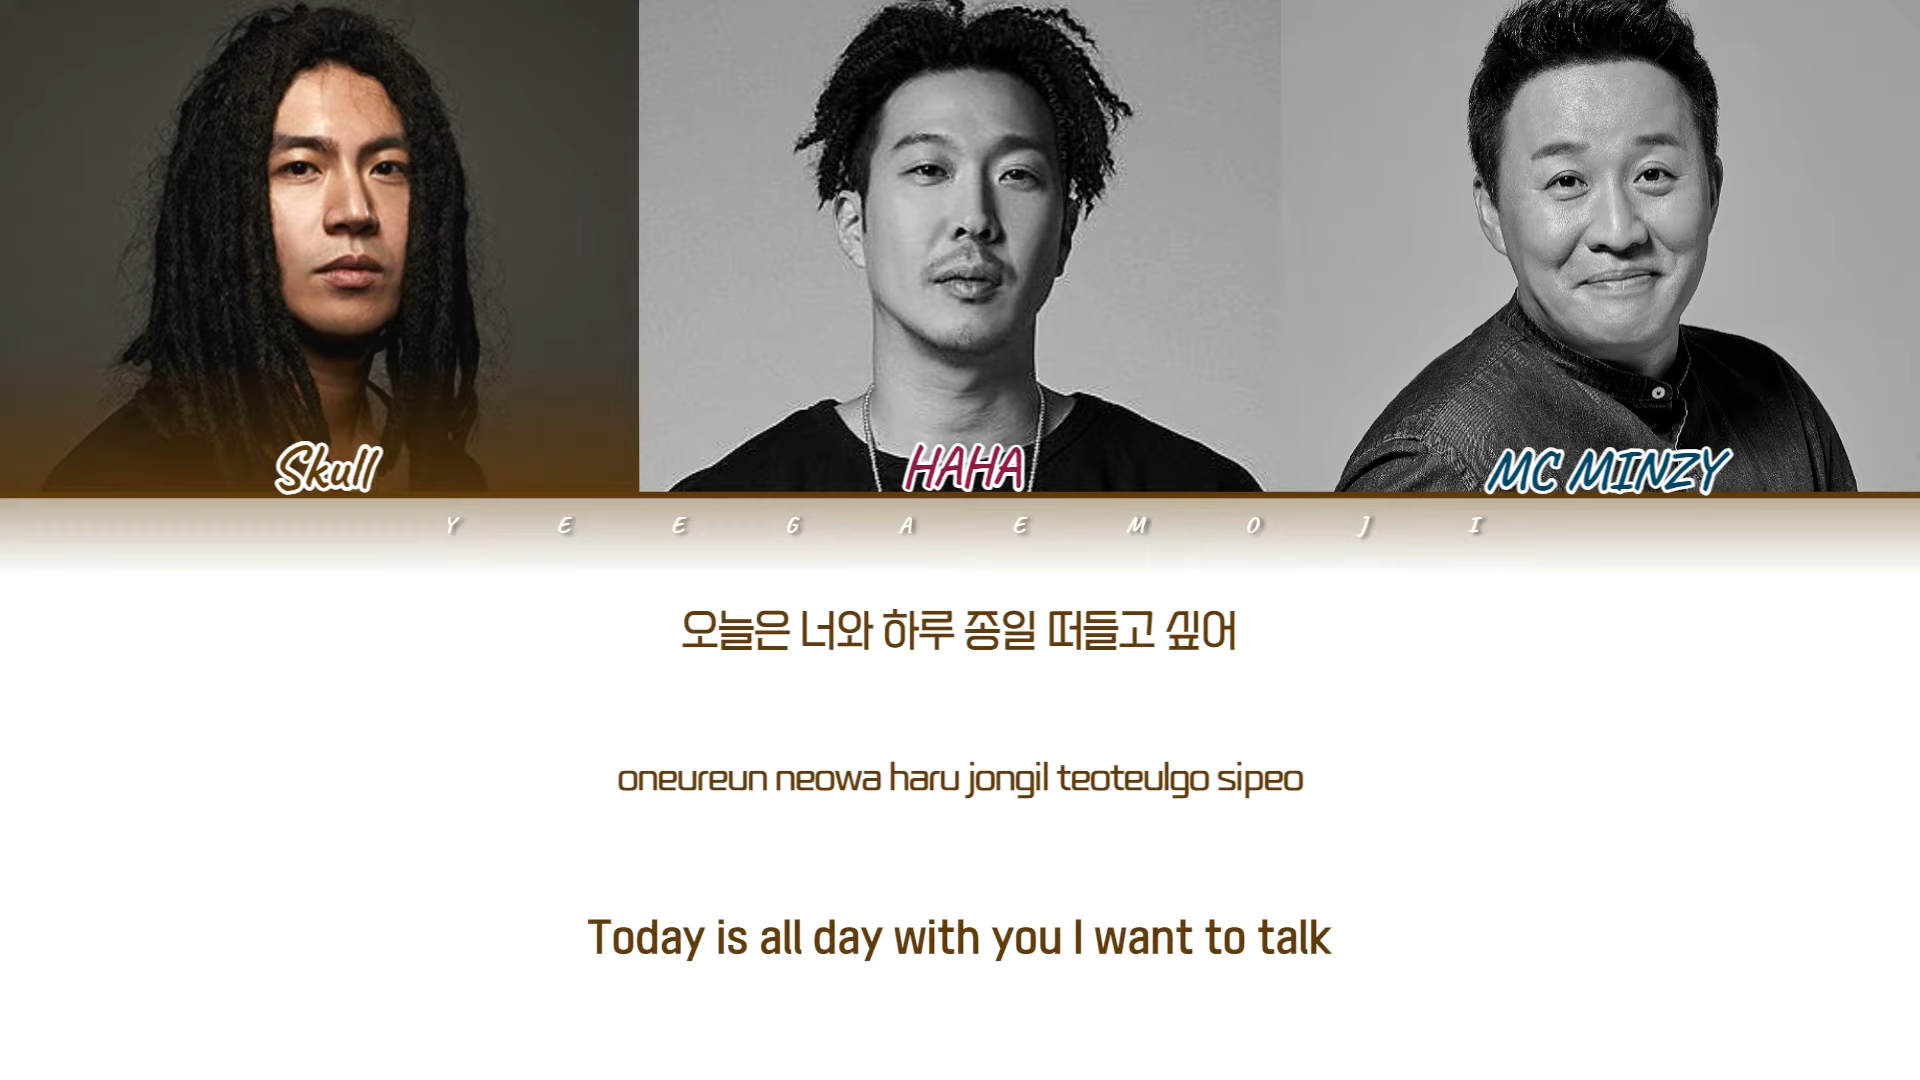 Skull
HAHA
MC MINZY
YEEGAEMOJI
오늘은 너와 하루 종일 떠들고 싶어
oneureun neowa haru jongil teoteulgo sipeo
Today is all day with you I want to talk